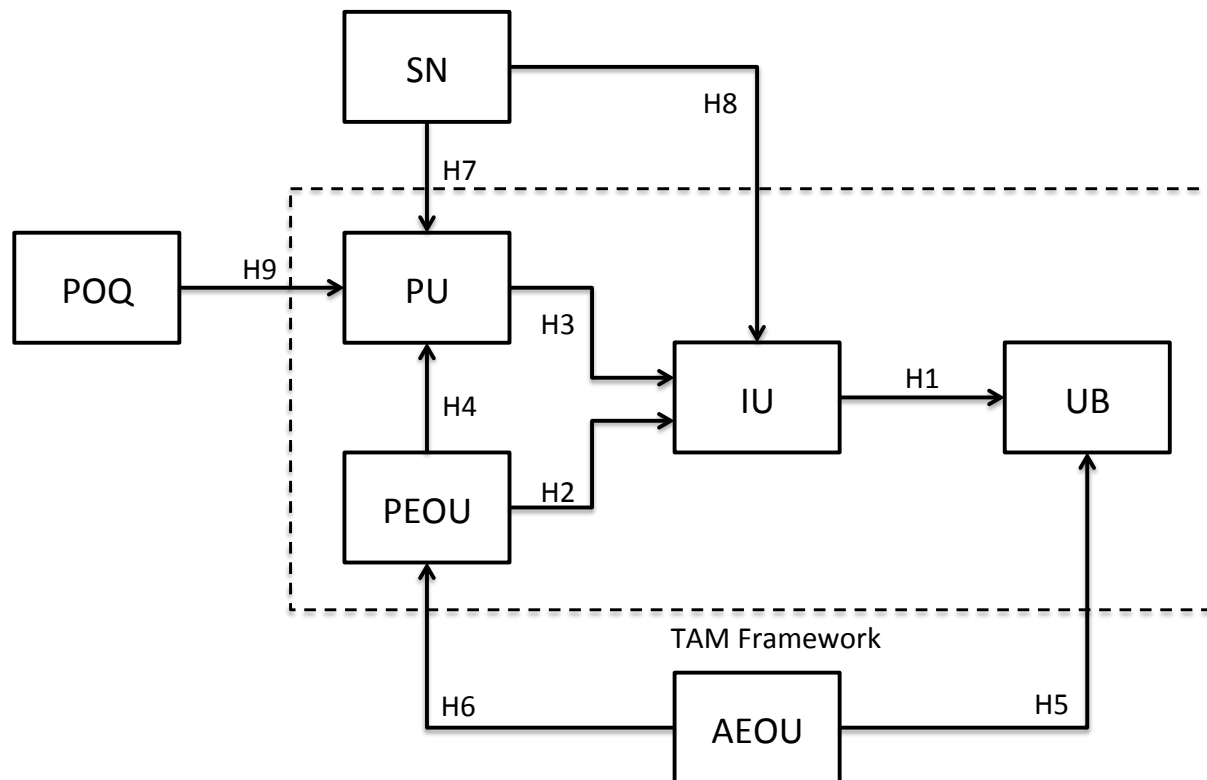 SN
H8
H7
POQ
H9
PU
H3
H4
IU
H1
UB
PEOU
H2
TAM Framework
H6
AEOU
H5